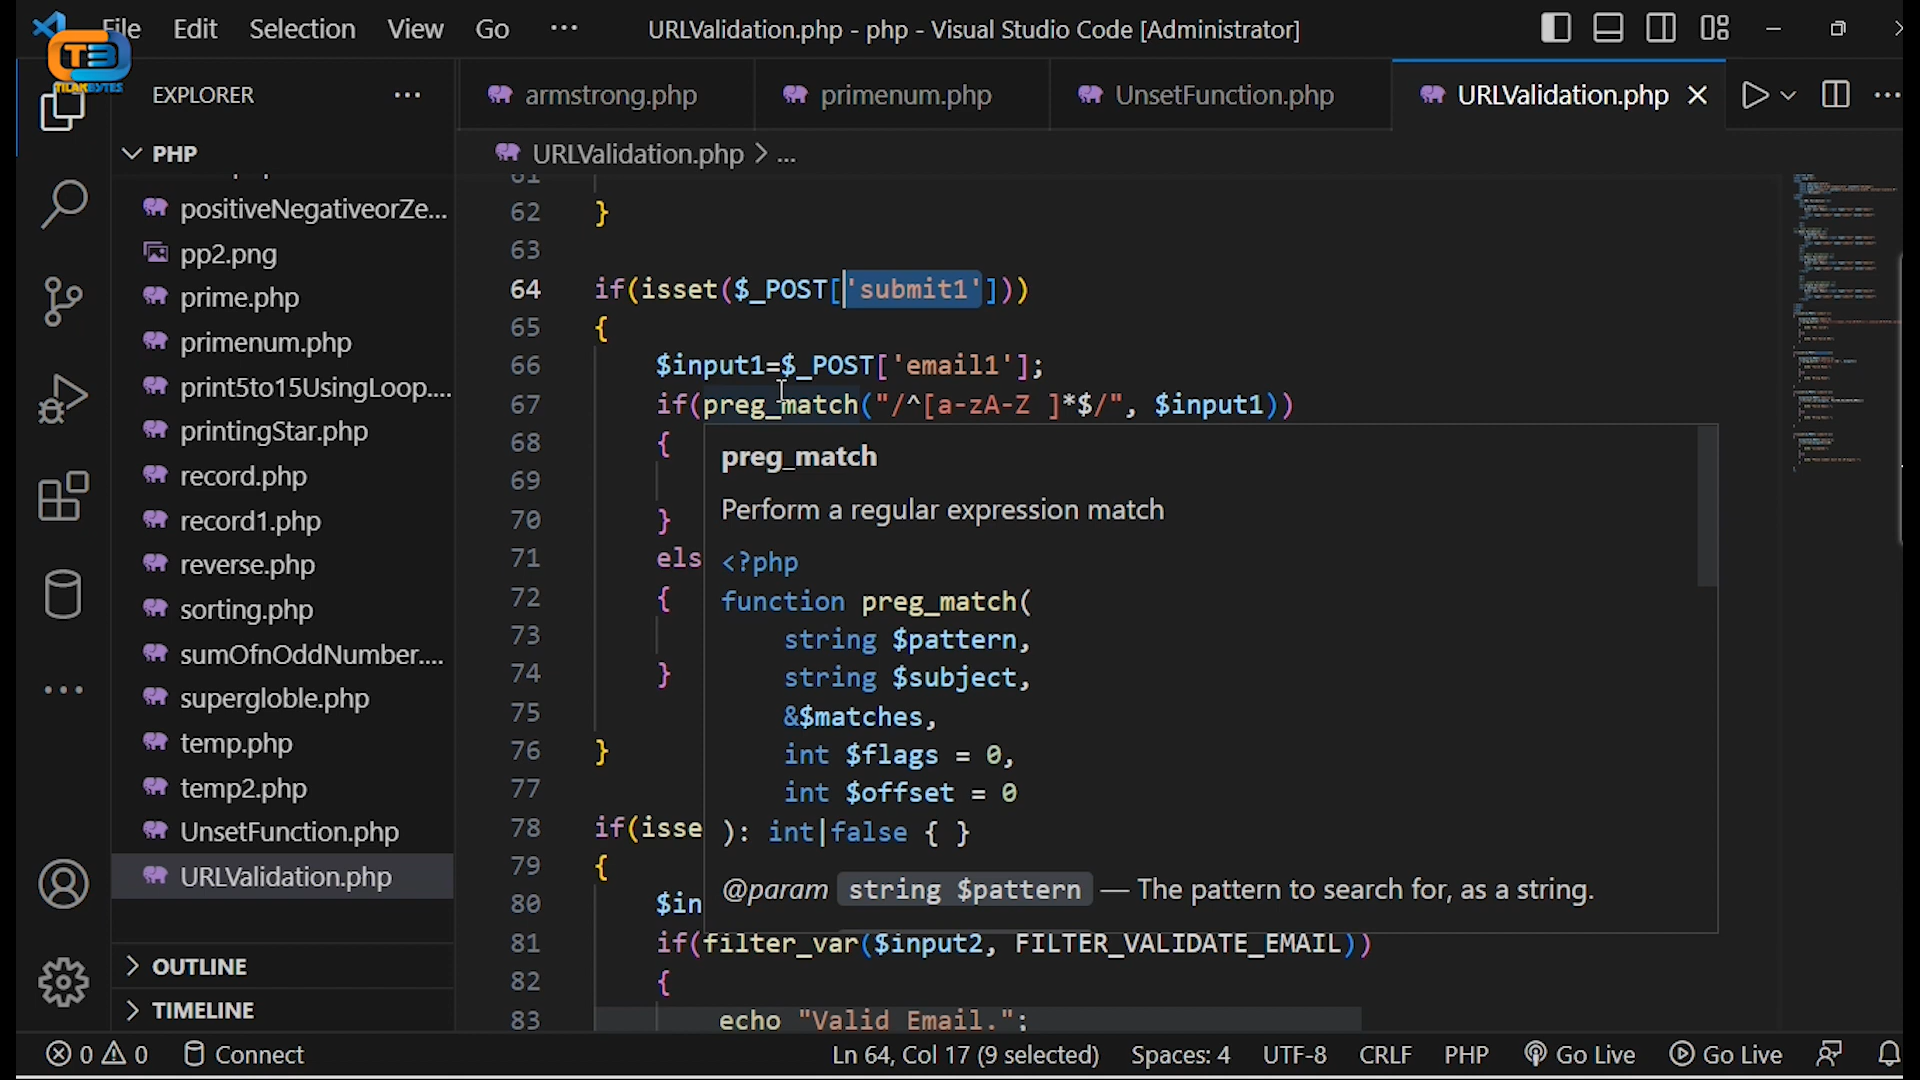 File Edit Selection View Go ··· URLValidation.php - php - Visual Studio Code [Administrator]
T3
TILAKBYTES
EXPLORER ···
armstrong.php primenum.php UnsetFunction.php URLValidation.php
PHP
URLValidation.php > ...
positiveNegativeorZe...
pp2.png
prime.php
primenum.php
print5to15UsingLoop....
printingStar.php
record.php
record1.php
reverse.php
sorting.php
sumOfnOddNumber....
supergloble.php
temp.php
temp2.php
UnsetFunction.php
URLValidation.php
OUTLINE
TIMELINE
61
62 }
63
64 if(isset($_POST['submit1']))
65 {
66 $input1=$_POST['email1'];
67 if(preg_match("/^[a-zA-Z ]*$/", $input1))
68 {
69
70 }
71 els
72 {
73
74 }
75
76 }
77
78 if(isse
79 {
80 $in
81 if(filter_var($input2, FILTER_VALIDATE_EMAIL))
82 {
83 echo "Valid Email.";
preg_match
Perform a regular expression match
<?php
function preg_match(
string $pattern,
string $subject,
&$matches,
int $flags = 0,
int $offset = 0
): int|false { }
@param string $pattern — The pattern to search for, as a string.
0 0 Connect Ln 64, Col 17 (9 selected) Spaces: 4 UTF-8 CRLF PHP Go Live Go Live